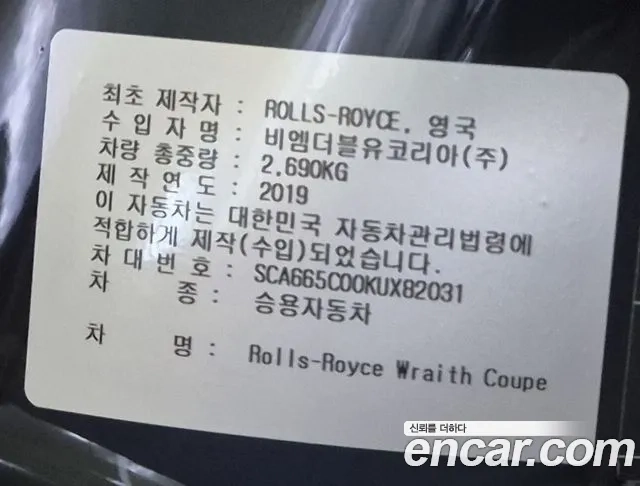 최초 제작자 : ROLLS-ROYCE, 영국
수 입 자 명 : 비엠더블유코리아(주)
차량 총중량 : 2.690KG
제 작 연 도 : 2019
이 자동차는 대한민국 자동차관리법령에
적합하게 제작(수입)되었습니다.
차 대 번 호 : SCA665C00KUX82031
차 종 : 승용자동차
차 명 : Rolls-Royce Wraith Coupe
신뢰를 더하다
encar.com